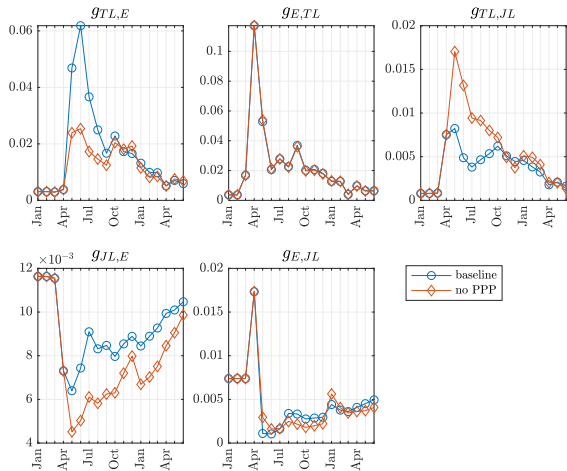 g_{TL,E}
0.06
0.04
0.02
0
Jan
Apr
Jul
Oct
Jan
Apr
g_{E,TL}
0.1
0.08
0.06
0.04
0.02
0
Jan
Apr
Jul
Oct
Jan
Apr
g_{TL,JL}
0.02
0.015
0.01
0.005
0
Jan
Apr
Jul
Oct
Jan
Apr
g_{JL,E}
×10^{-3}
12
10
8
6
4
Jan
Apr
Jul
Oct
Jan
Apr
g_{E,JL}
0.02
0.015
0.01
0.005
0
Jan
Apr
Jul
Oct
Jan
Apr
baseline
no PPP